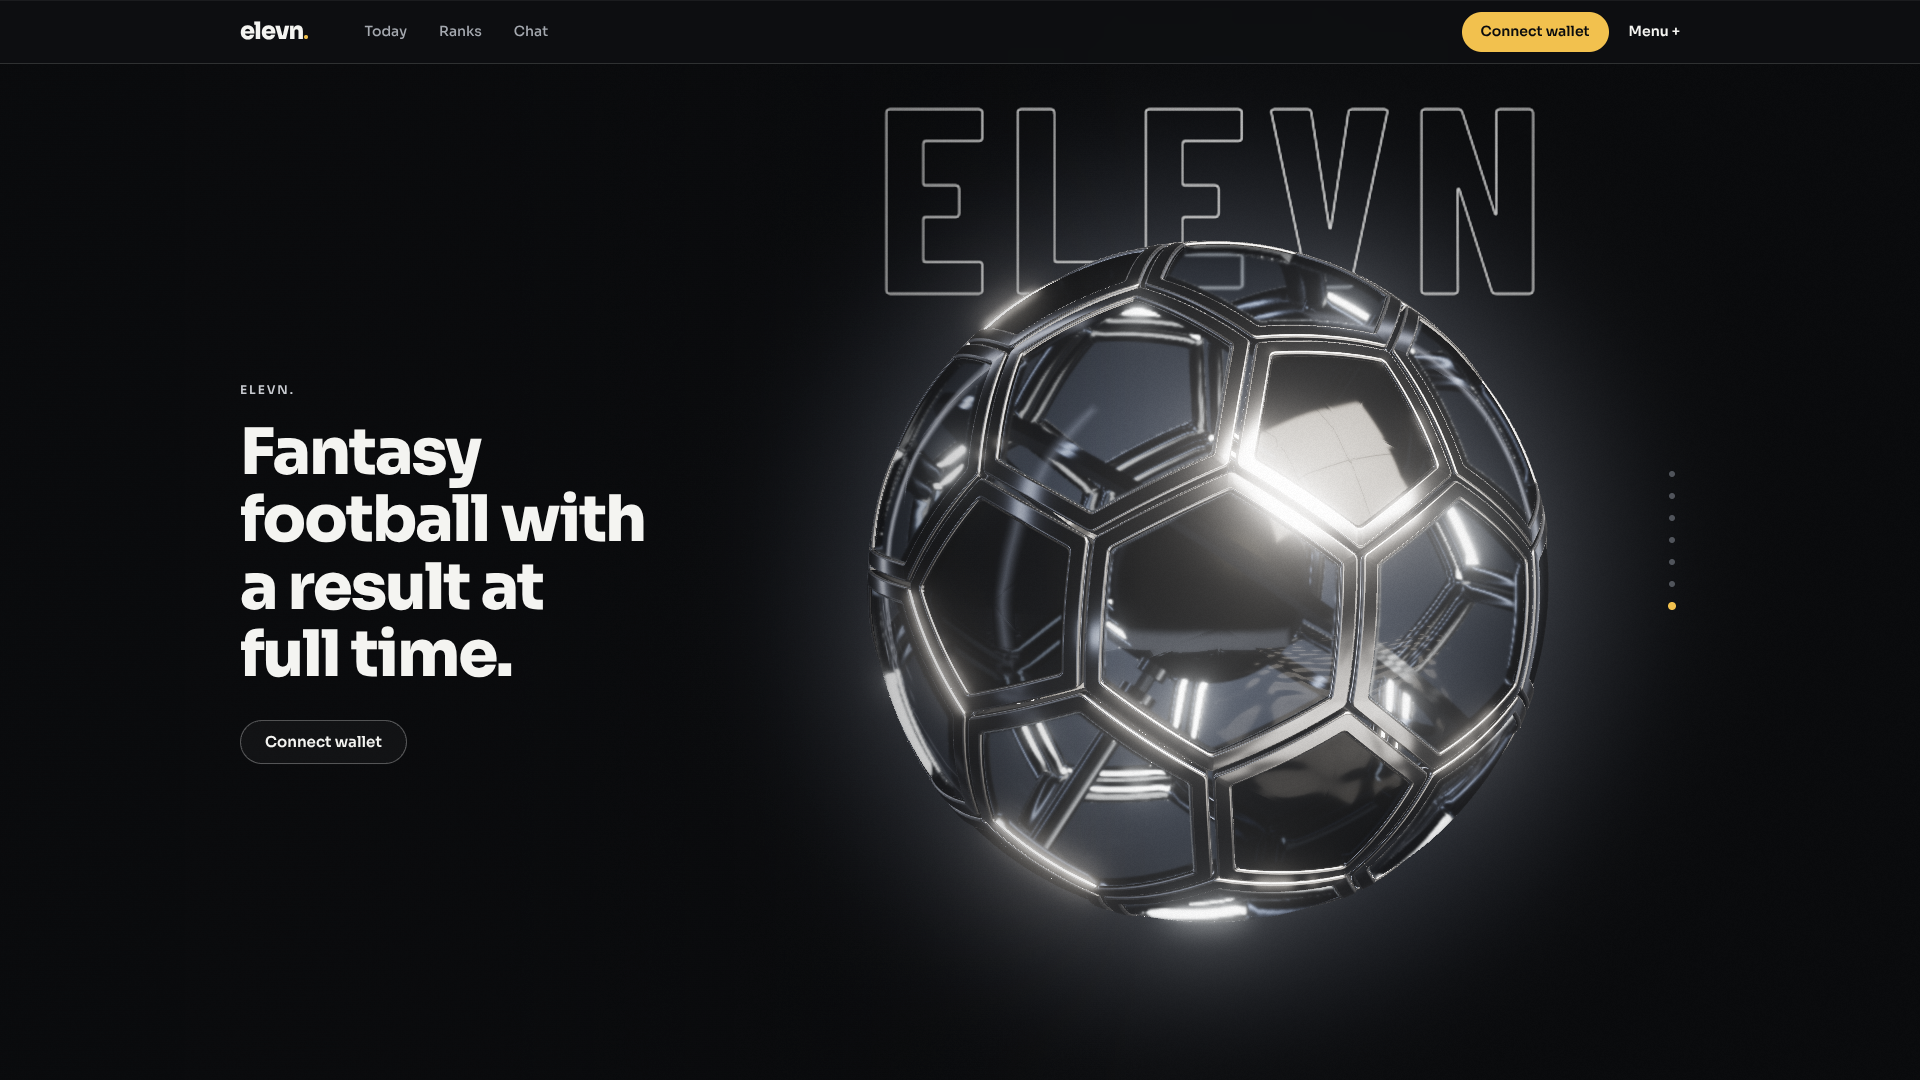 elevn.
Today
Ranks
Chat
Connect wallet
Menu +
ELEVN
ELEVN.
Fantasy
football with
a result at
full time.
Connect wallet